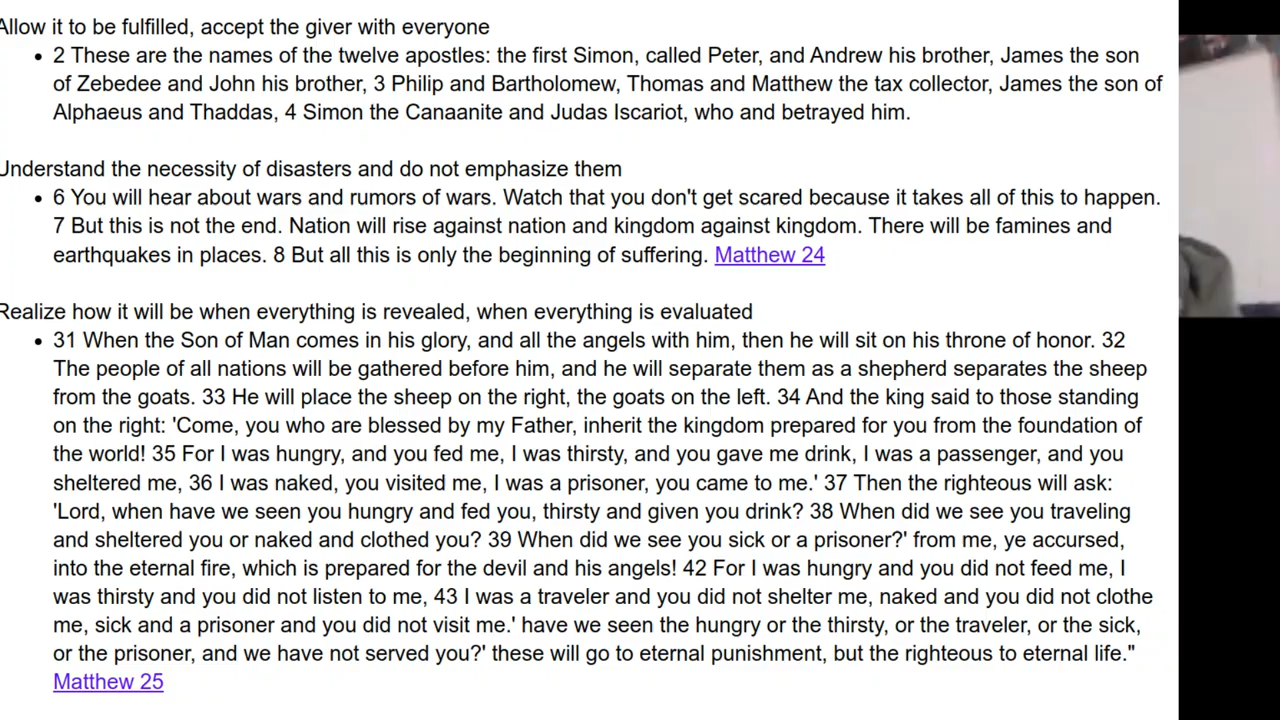 Allow it to be fulfilled, accept the giver with everyone
• 2 These are the names of the twelve apostles: the first Simon, called Peter, and Andrew his brother, James the son
of Zebedee and John his brother, 3 Philip and Bartholomew, Thomas and Matthew the tax collector, James the son of
Alphaeus and Thaddas, 4 Simon the Canaanite and Judas Iscariot, who and betrayed him.
Understand the necessity of disasters and do not emphasize them
• 6 You will hear about wars and rumors of wars. Watch that you don't get scared because it takes all of this to happen.
7 But this is not the end. Nation will rise against nation and kingdom against kingdom. There will be famines and
earthquakes in places. 8 But all this is only the beginning of suffering. Matthew 24
Realize how it will be when everything is revealed, when everything is evaluated
• 31 When the Son of Man comes in his glory, and all the angels with him, then he will sit on his throne of honor. 32
The people of all nations will be gathered before him, and he will separate them as a shepherd separates the sheep
from the goats. 33 He will place the sheep on the right, the goats on the left. 34 And the king said to those standing
on the right: 'Come, you who are blessed by my Father, inherit the kingdom prepared for you from the foundation of
the world! 35 For I was hungry, and you fed me, I was thirsty, and you gave me drink, I was a passenger, and you
sheltered me, 36 I was naked, you visited me, I was a prisoner, you came to me.' 37 Then the righteous will ask:
'Lord, when have we seen you hungry and fed you, thirsty and given you drink? 38 When did we see you traveling
and sheltered you or naked and clothed you? 39 When did we see you sick or a prisoner?' from me, ye accursed,
into the eternal fire, which is prepared for the devil and his angels! 42 For I was hungry and you did not feed me, I
was thirsty and you did not listen to me, 43 I was a traveler and you did not shelter me, naked and you did not clothe
me, sick and a prisoner and you did not visit me.' have we seen the hungry or the thirsty, or the traveler, or the sick,
or the prisoner, and we have not served you?' these will go to eternal punishment, but the righteous to eternal life."
Matthew 25